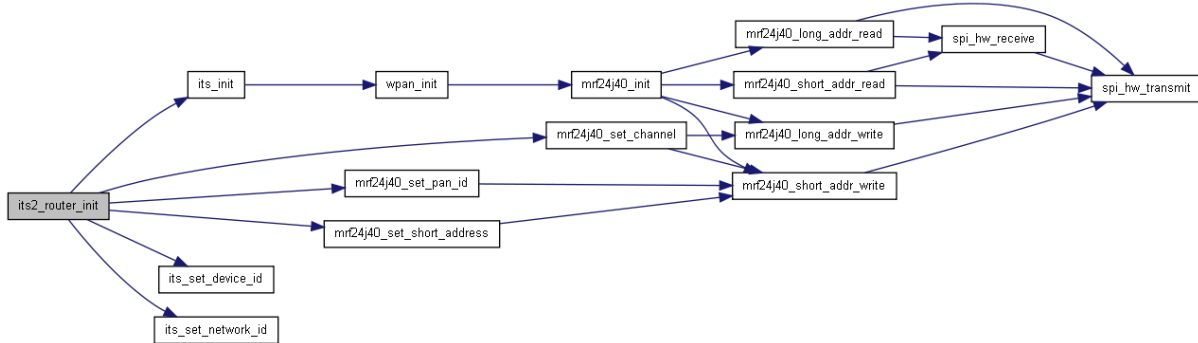 mrf24j40_long_addr_read
spi_hw_receive
its_init
wpan_init
mrf24j40_init
mrf24j40_short_addr_read
spi_hw_transmit
mrf24j40_set_channel
mrf24j40_long_addr_write
mrf24j40_set_pan_id
mrf24j40_short_addr_write
its2_router_init
mrf24j40_set_short_address
its_set_device_id
its_set_network_id